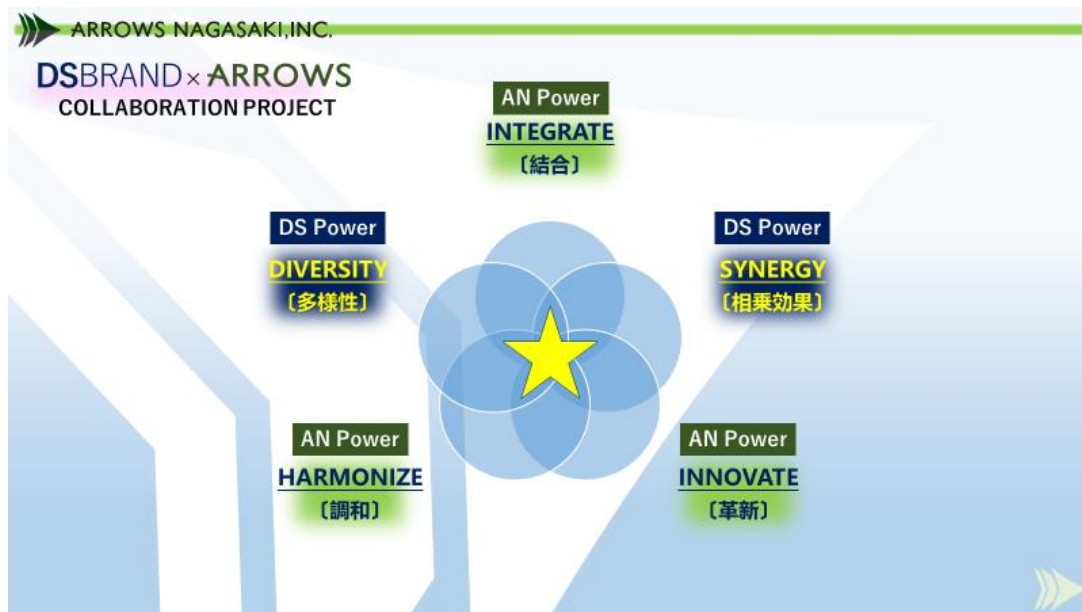 ARROWS NAGASAKI,INC.
DSBRAND×ARROWS
COLLABORATION PROJECT
AN Power
INTEGRATE
〔結合〕
DS Power
DIVERSITY
〔多様性〕
DS Power
SYNERGY
〔相乗効果〕
AN Power
HARMONIZE
〔調和〕
AN Power
INNOVATE
〔革新〕